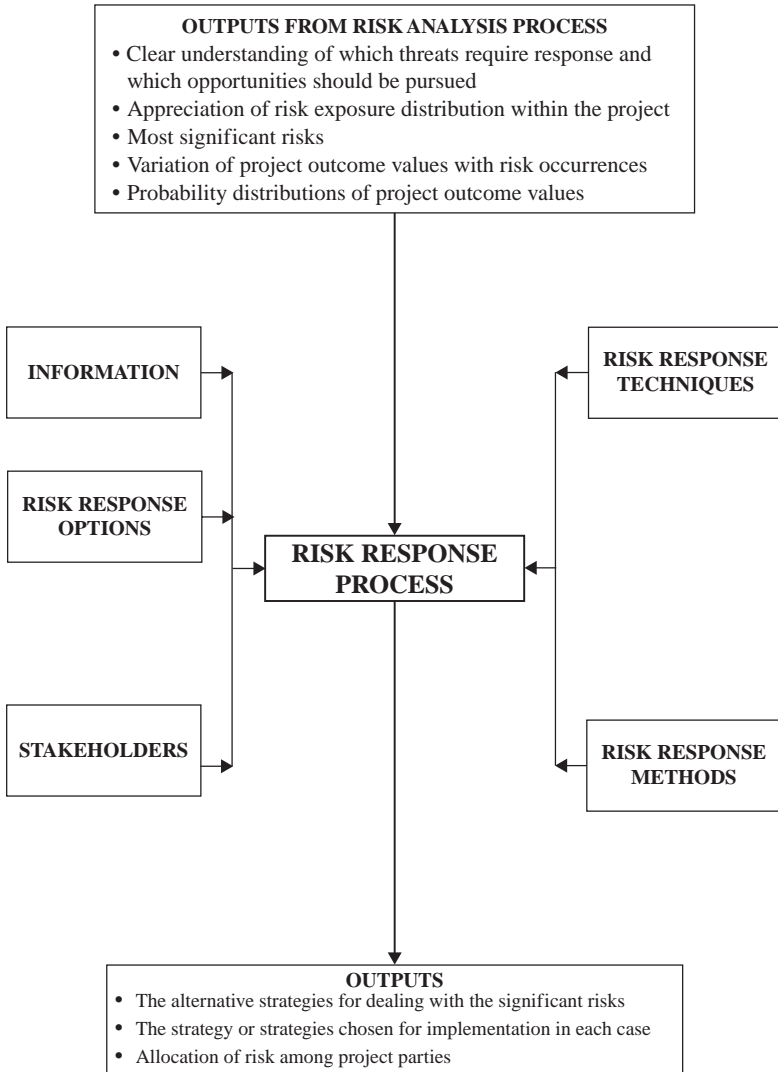 OUTPUTS FROM RISK ANALYSIS PROCESS
• Clear understanding of which threats require response and
which opportunities should be pursued
• Appreciation of risk exposure distribution within the project
• Most significant risks
• Variation of project outcome values with risk occurrences
• Probability distributions of project outcome values
INFORMATION
RISK RESPONSE
TECHNIQUES
RISK RESPONSE
OPTIONS
RISK RESPONSE
PROCESS
STAKEHOLDERS
RISK RESPONSE
METHODS
OUTPUTS
• The alternative strategies for dealing with the significant risks
• The strategy or strategies chosen for implementation in each case
• Allocation of risk among project parties